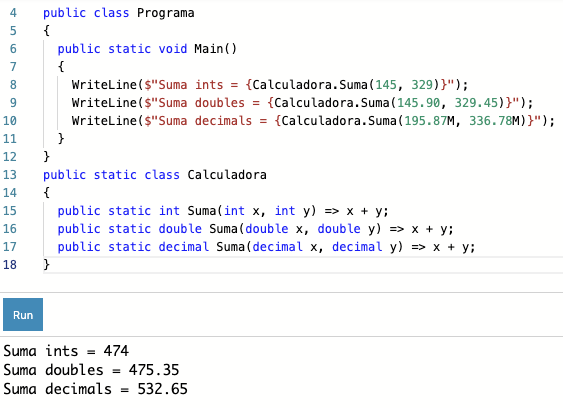 4 public class Programa
5 {
6 public static void Main()
7 {
8 WriteLine($"Suma ints = {Calculadora.Suma(145, 329)}");
9 WriteLine($"Suma doubles = {Calculadora.Suma(145.90, 329.45)}");
10 WriteLine($"Suma decimals = {Calculadora.Suma(195.87M, 336.78M)}");
11 }
12 }
13 public static class Calculadora
14 {
15 public static int Suma(int x, int y) => x + y;
16 public static double Suma(double x, double y) => x + y;
17 public static decimal Suma(decimal x, decimal y) => x + y;
18 }
Run
Suma ints = 474
Suma doubles = 475.35
Suma decimals = 532.65